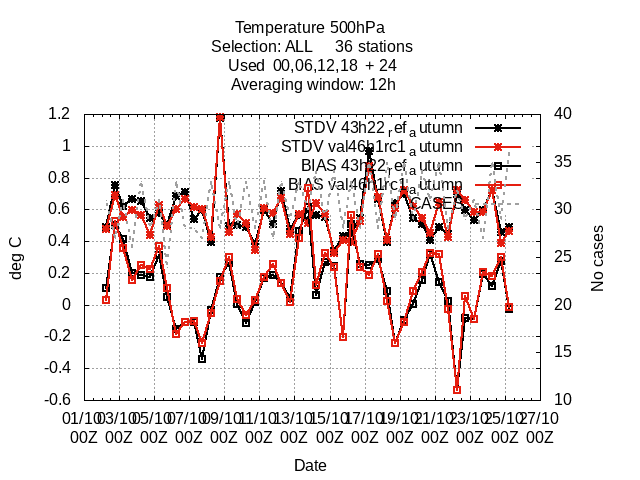 Temperature 500hPa
Selection: ALL 36 stations
Used 00,06,12,18 + 24
Averaging window: 12h
deg C
1.2
1
0.8
0.6
0.4
0.2
0
-0.2
-0.4
-0.6
STDV 43h22refautumn
STDV val46h1rc1autumn
BIAS 43h22refautumn
BIAS val46h1rc1autumn
CASES
40
35
30
25
20
15
10
No cases
01/10 03/10 05/10 07/10 09/10 11/10 13/10 15/10 17/10 19/10 21/10 23/10 25/10 27/10
00Z 00Z 00Z 00Z 00Z 00Z 00Z 00Z 00Z 00Z 00Z 00Z 00Z 00Z
Date